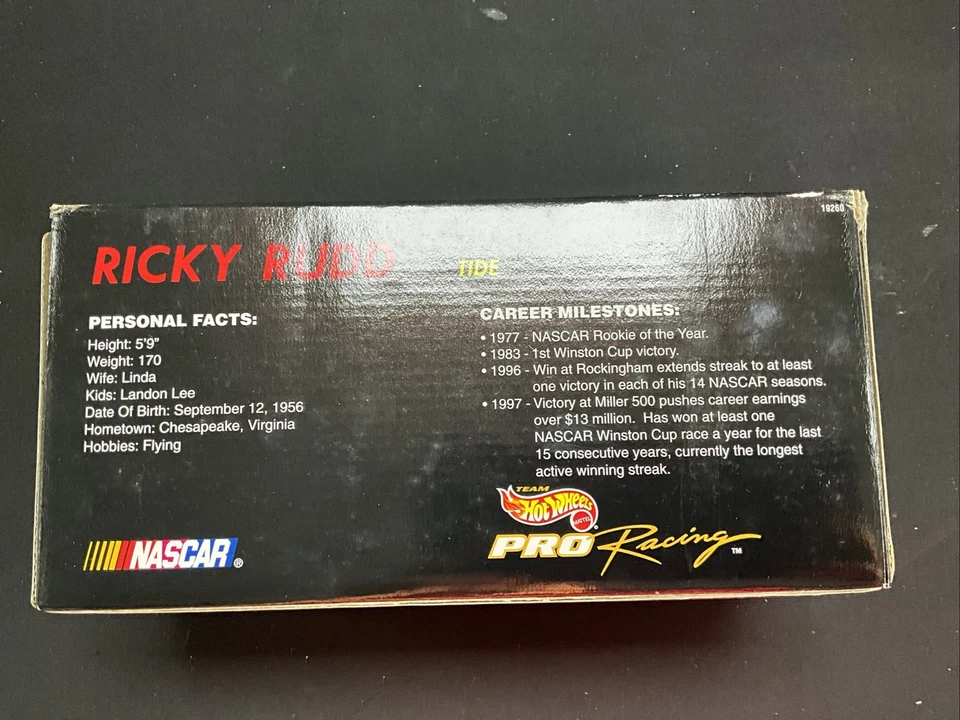 19260
RICKY RUDD
TIDE
PERSONAL FACTS:
Height: 5'9"
Weight: 170
Wife: Linda
Kids: Landon Lee
Date Of Birth: September 12, 1956
Hometown: Chesapeake, Virginia
Hobbies: Flying
CAREER MILESTONES:
• 1977 - NASCAR Rookie of the Year.
• 1983 - 1st Winston Cup victory.
• 1996 - Win at Rockingham extends streak to at least
one victory in each of his 14 NASCAR seasons.
• 1997 - Victory at Miller 500 pushes career earnings
over $13 million. Has won at least one
NASCAR Winston Cup race a year for the last
15 consecutive years, currently the longest
active winning streak.
NASCAR®
TEAM
Hot Wheels
MATTEL
PRO Racing™